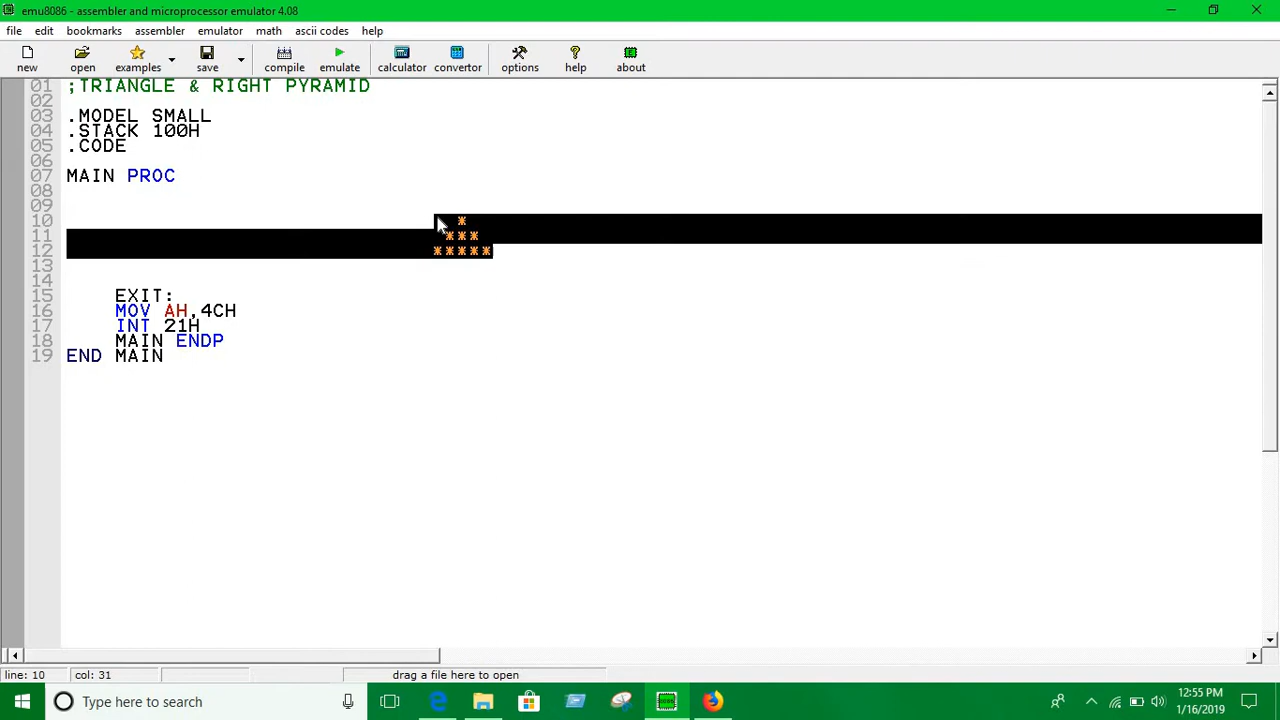 emu8086 - assembler and microprocessor emulator 4.08
file edit bookmarks assembler emulator math ascii codes help
new open examples save compile emulate calculator convertor options help about
01 ;TRIANGLE & RIGHT PYRAMID
02
03 .MODEL SMALL
04 .STACK 100H
05 .CODE
06
07 MAIN PROC
08
09
10 *
11 ***
12 *****
13
14
15 EXIT:
16 MOV AH,4CH
17 INT 21H
18 MAIN ENDP
19 END MAIN
line: 10 col: 31 drag a file here to open
Type here to search
12:55 PM
1/16/2019